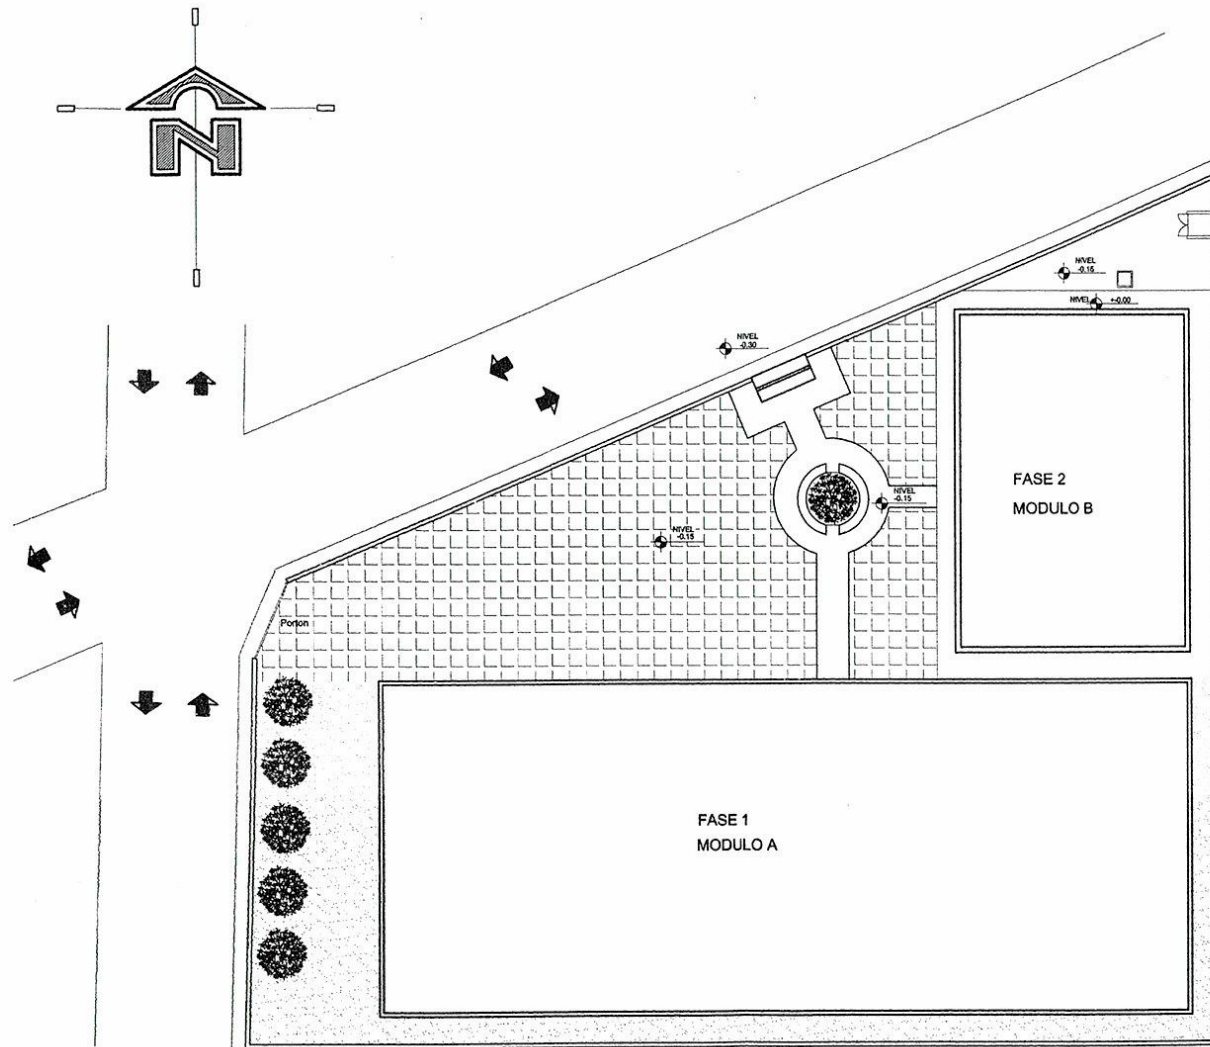 N
NIVEL
-0.15
NIVEL +-0.00
NIVEL
-0.30
FASE 2
MODULO B
NIVEL
-0.15
NIVEL
-0.15
Porton
FASE 1
MODULO A